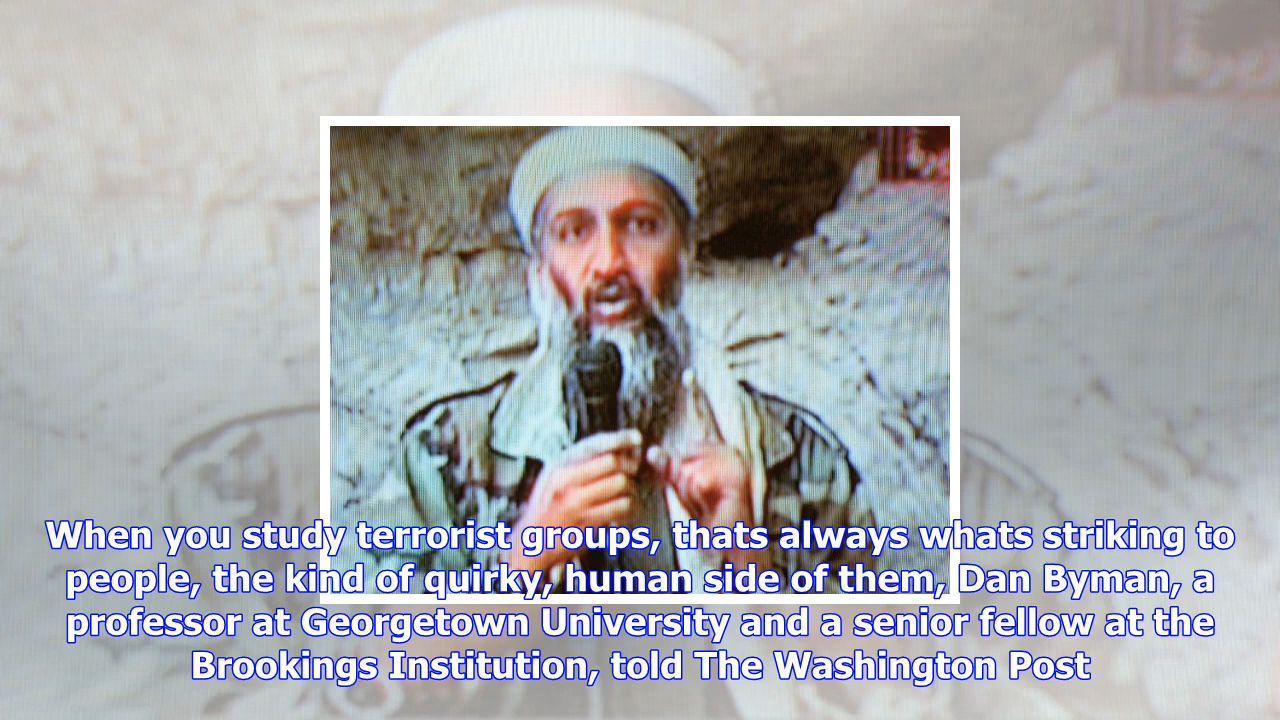 When you study terrorist groups, thats always whats striking to
people, the kind of quirky, human side of them, Dan Byman, a
professor at Georgetown University and a senior fellow at the
Brookings Institution, told The Washington Post